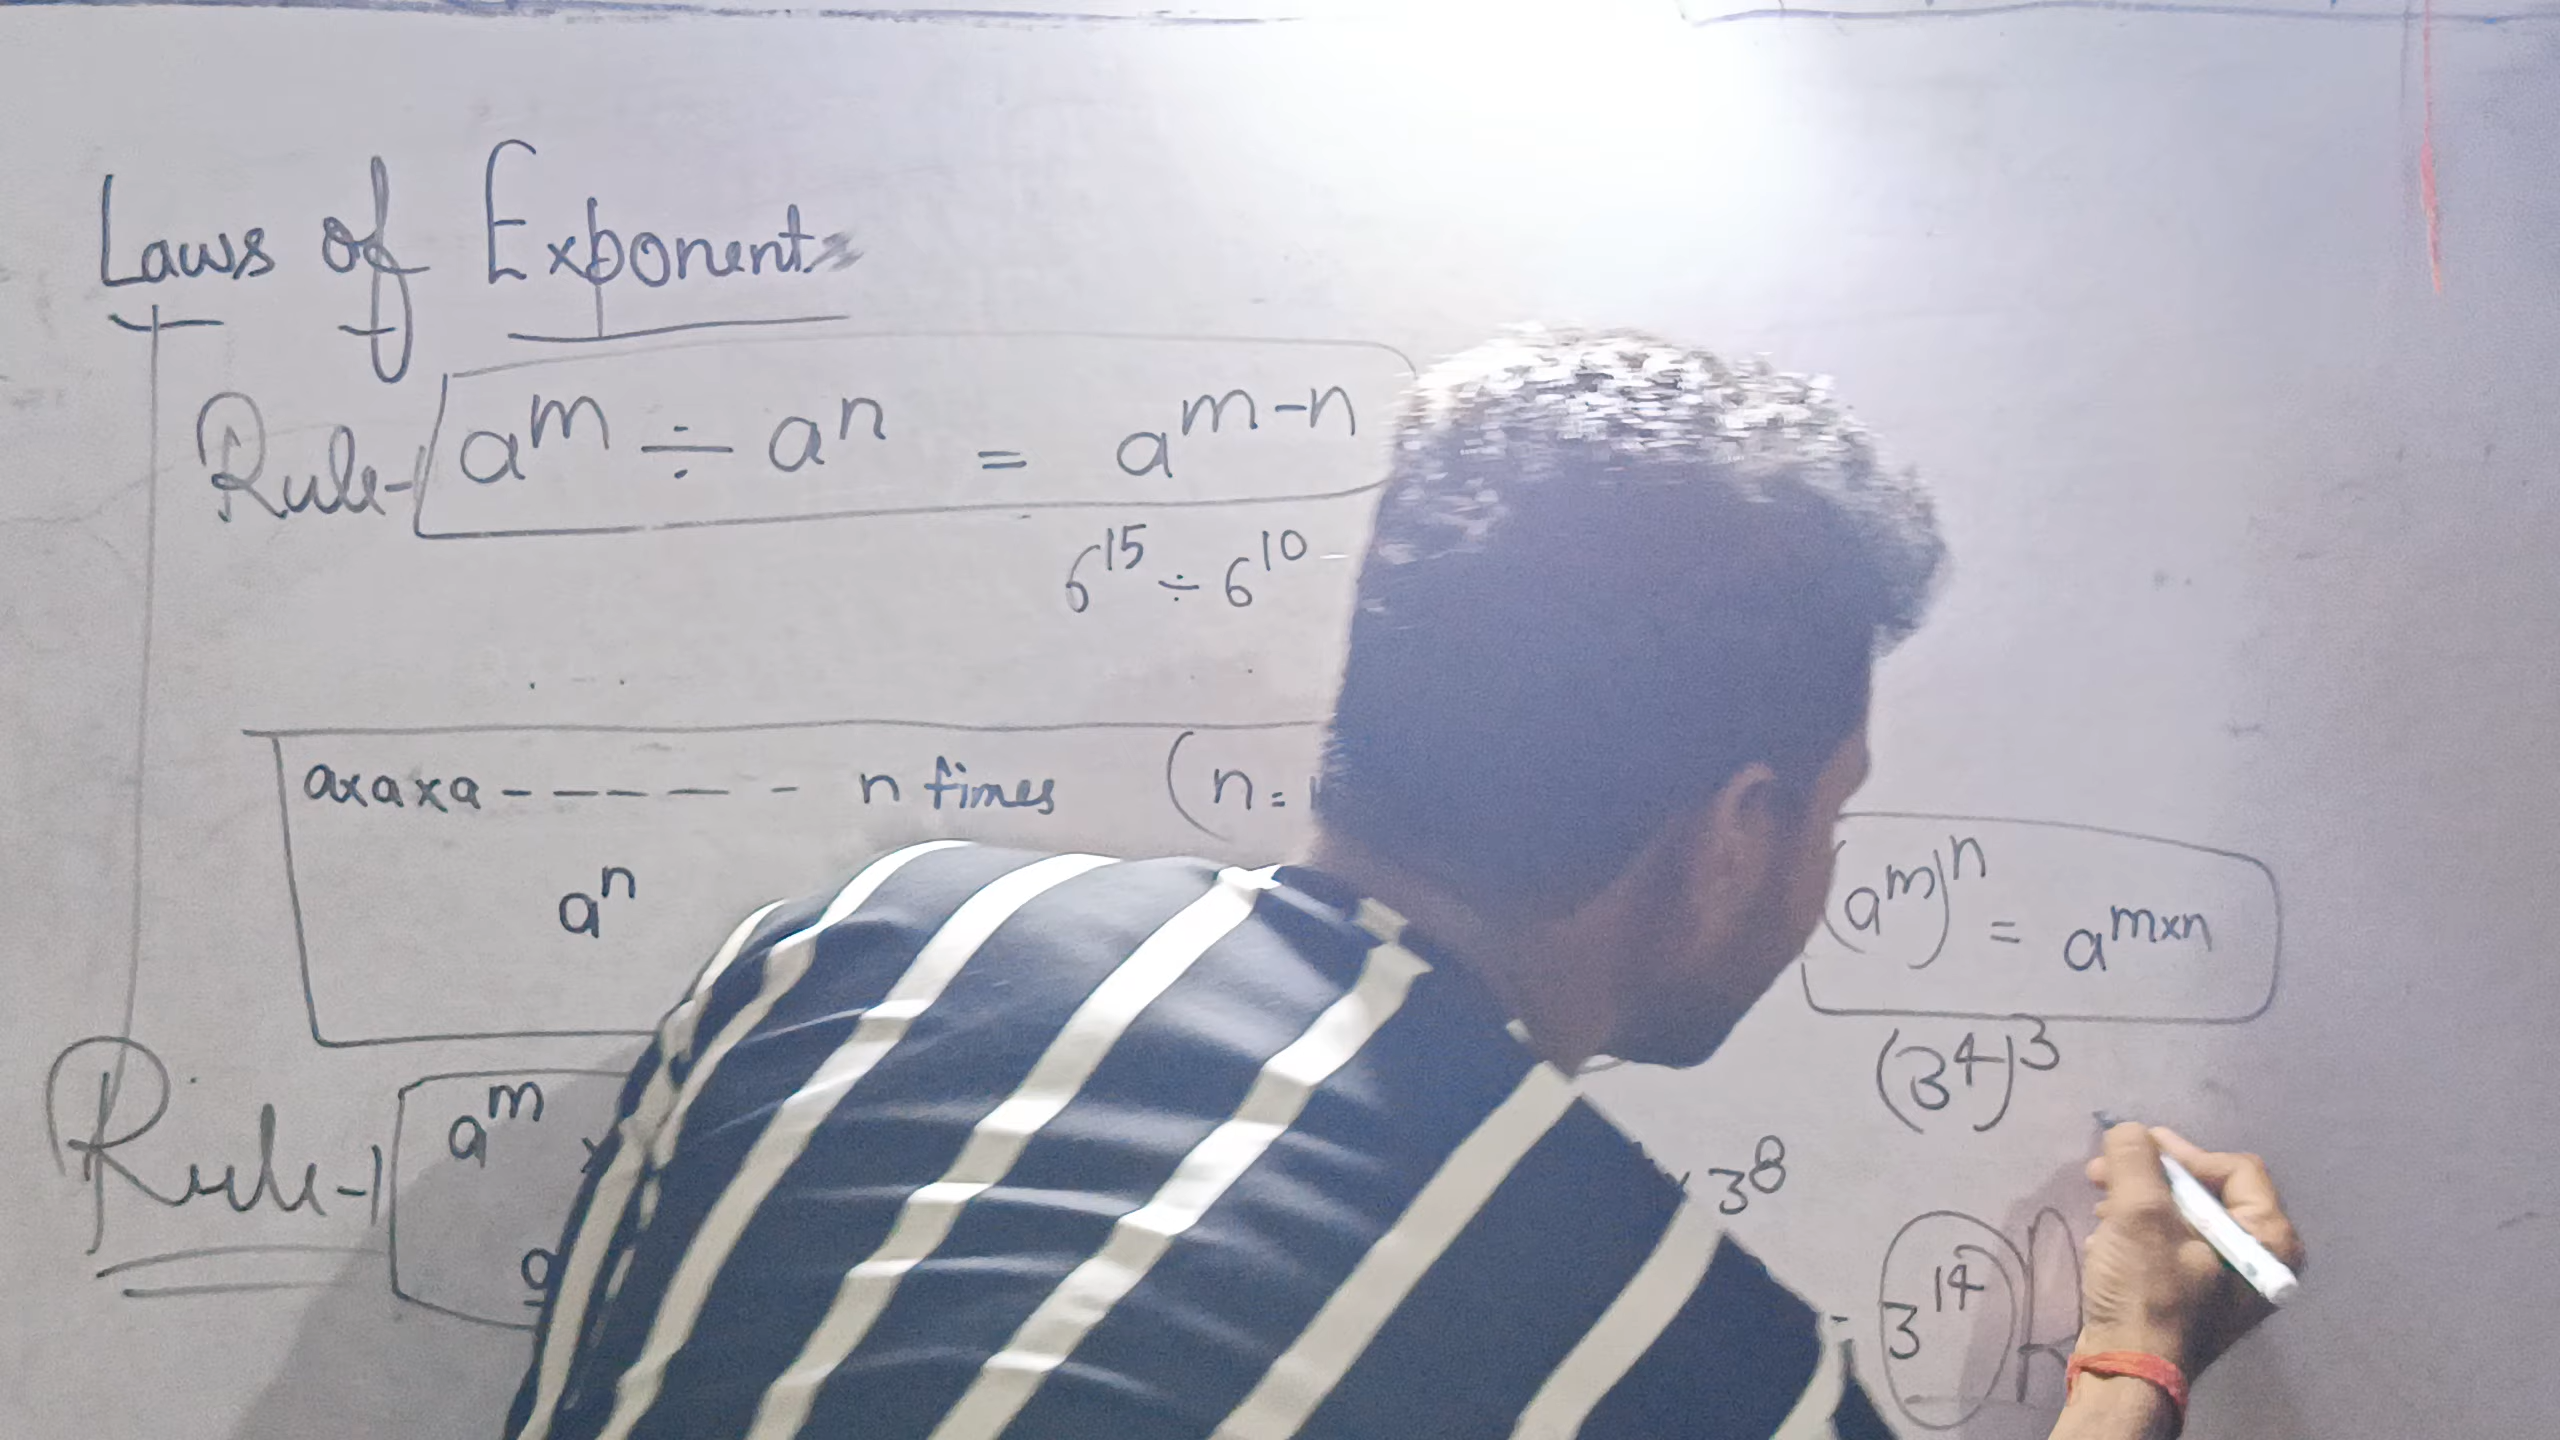 Laws of Exponents
Rule- aᵐ ÷ aⁿ = aᵐ⁻ⁿ
6¹⁵ ÷ 6¹⁰
a×a×a------ n times (n=
aⁿ
(aᵐ)ⁿ = aᵐˣⁿ
(3⁴)³
Rule-1 aᵐ ×
3⁸
3¹⁴